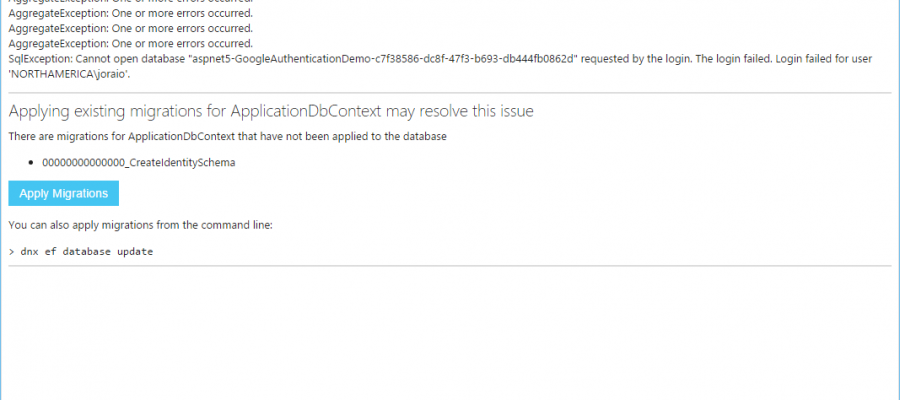 AggregateException: One or more errors occurred.
AggregateException: One or more errors occurred.
AggregateException: One or more errors occurred.
AggregateException: One or more errors occurred.
SqlException: Cannot open database "aspnet5-GoogleAuthenticationDemo-c7f38586-dc8f-47f3-b693-db444fb0862d" requested by the login. The login failed. Login failed for user
'NORTHAMERICA\joraio'.
Applying existing migrations for ApplicationDbContext may resolve this issue
There are migrations for ApplicationDbContext that have not been applied to the database
• 00000000000000_CreateIdentitySchema
Apply Migrations
You can also apply migrations from the command line:
> dnx ef database update